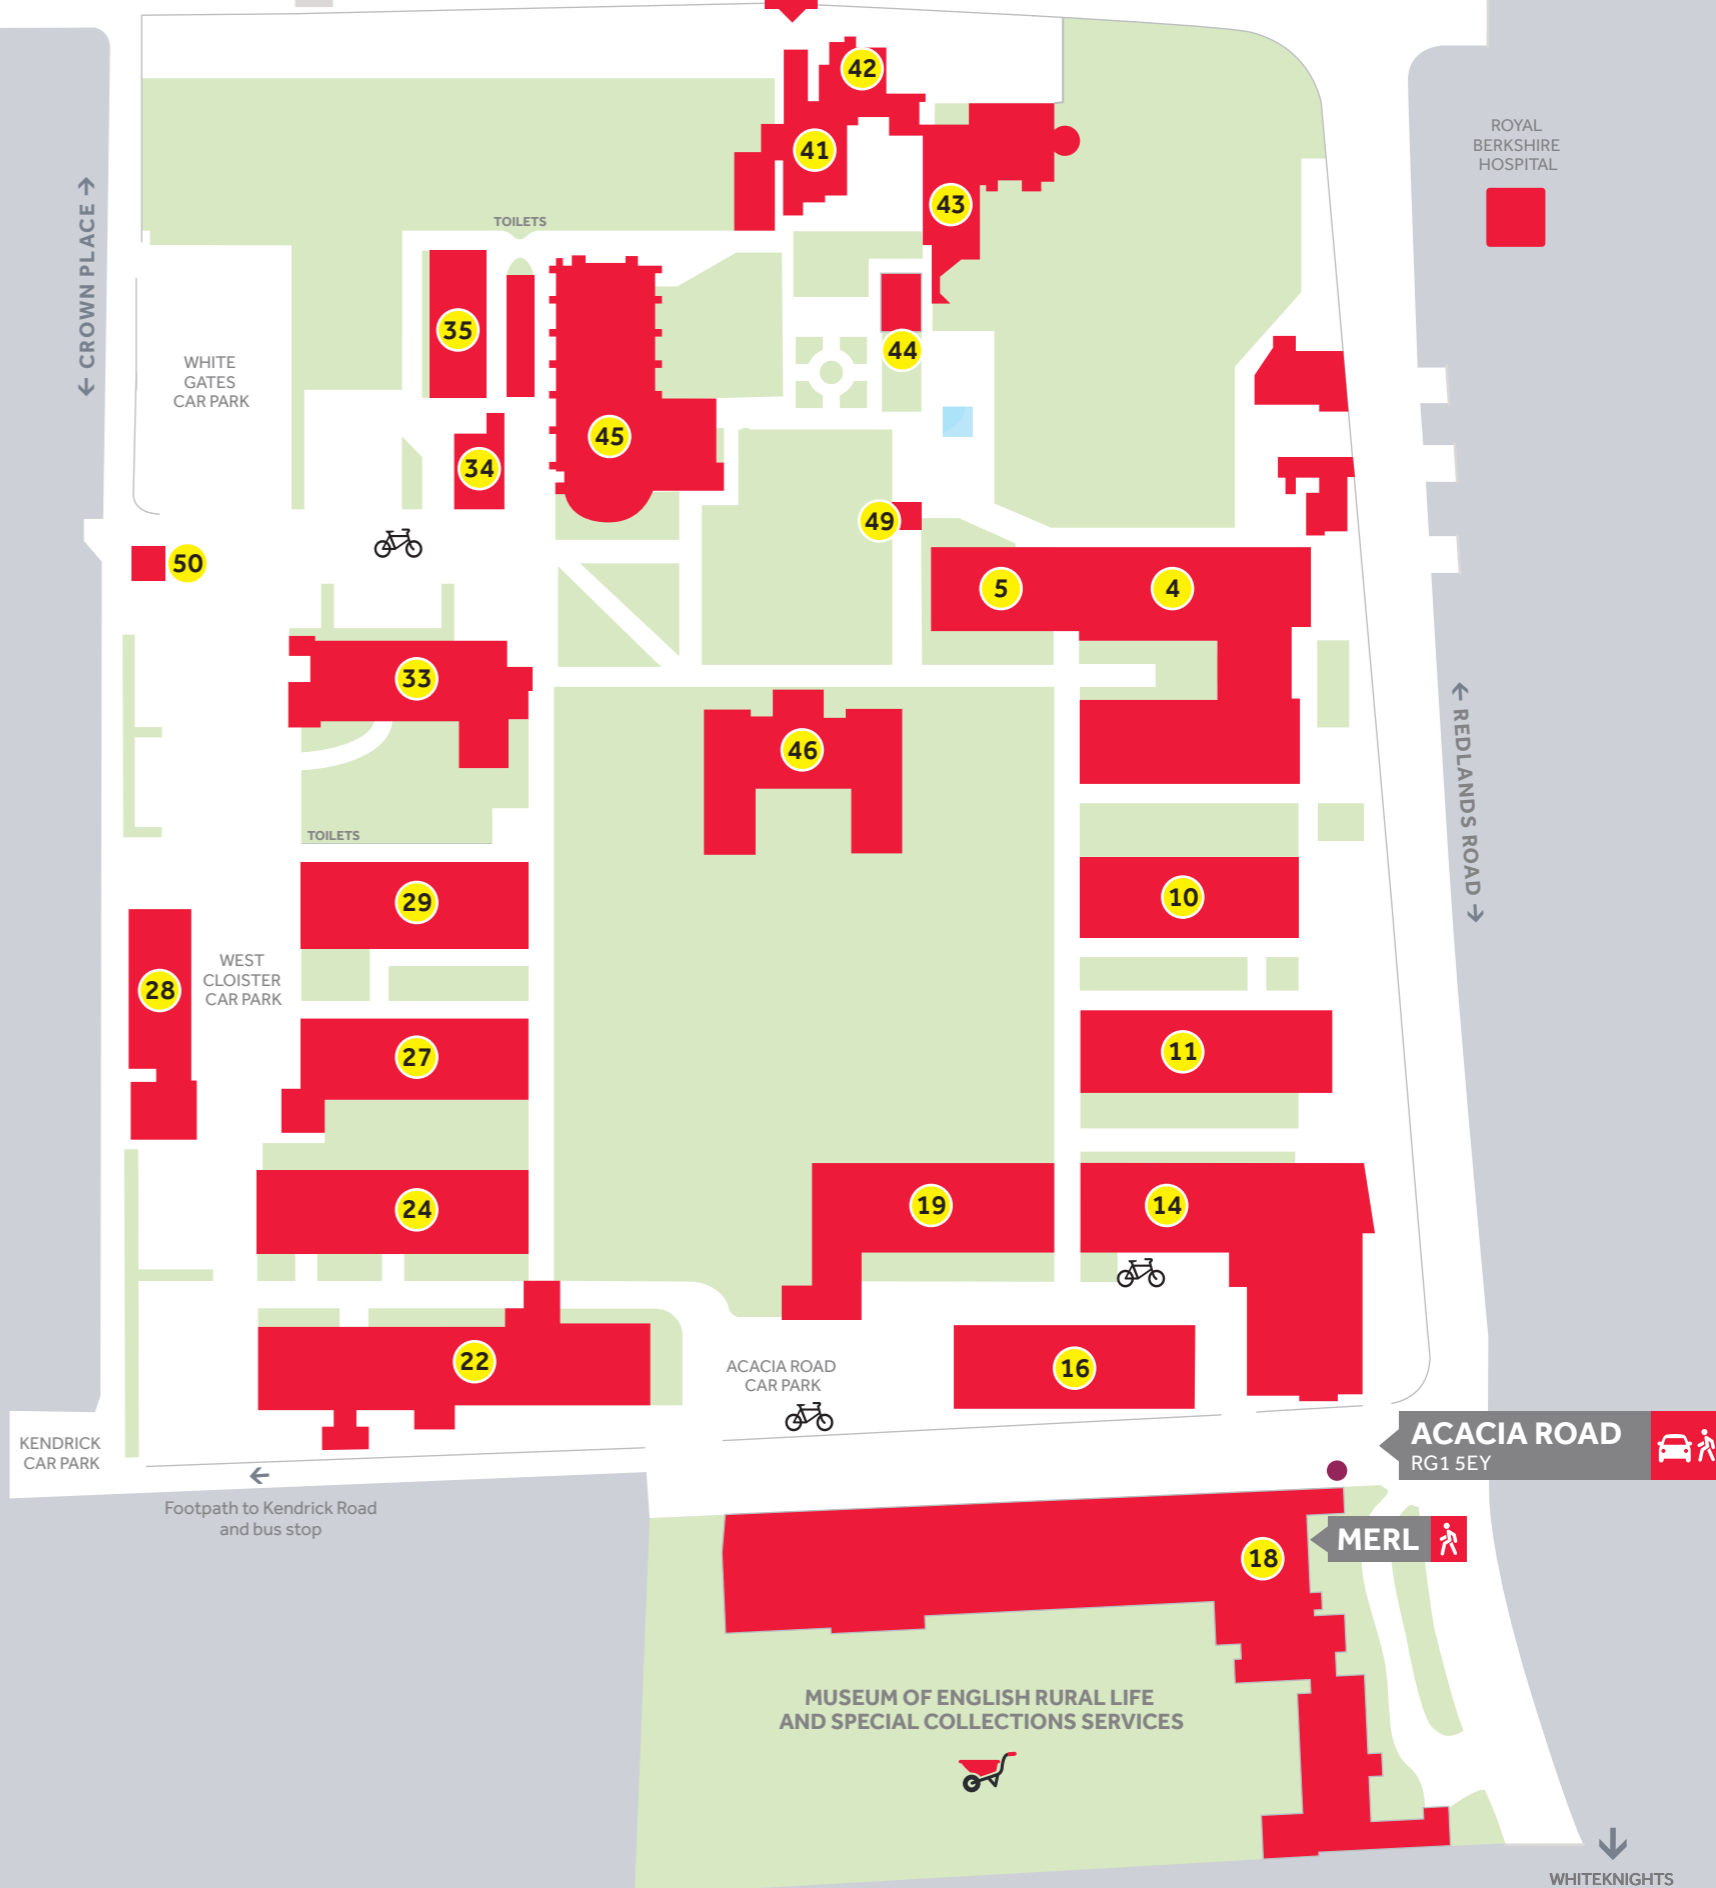 42
ROYAL
BERKSHIRE
HOSPITAL
41
43
← CROWN PLACE →
TOILETS
35
44
WHITE
GATES
CAR PARK
45
34
49
50
5
4
33
46
← REDLANDS ROAD →
TOILETS
29
10
28
WEST
CLOISTER
CAR PARK
27
11
24
19
14
22
ACACIA ROAD
CAR PARK
16
KENDRICK
CAR PARK
ACACIA ROAD
RG1 5EY
Footpath to Kendrick Road
and bus stop
MERL
18
MUSEUM OF ENGLISH RURAL LIFE
AND SPECIAL COLLECTIONS SERVICES
WHITEKNIGHTS